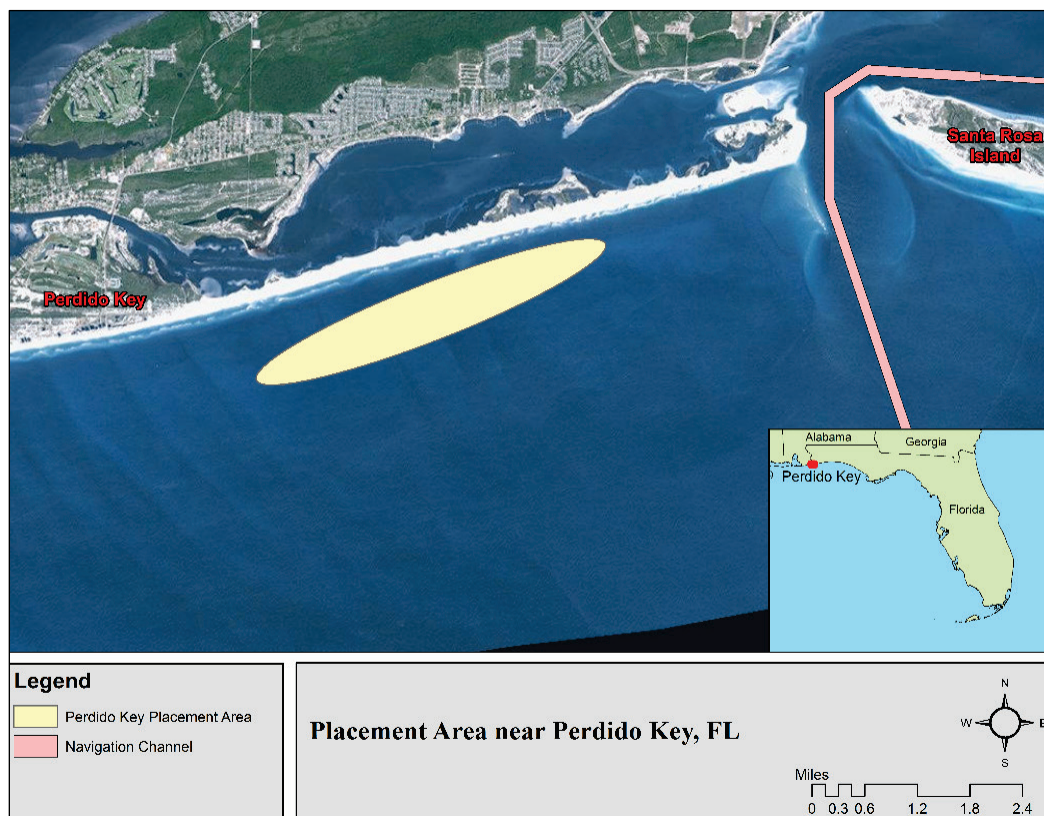 Santa Rosa
Island
Perdido Key
Alabama
Georgia
Perdido Key
Florida
Legend
Perdido Key Placement Area
Navigation Channel
Placement Area near Perdido Key, FL
N
W
E
S
Miles
0 0.3 0.6 1.2 1.8 2.4